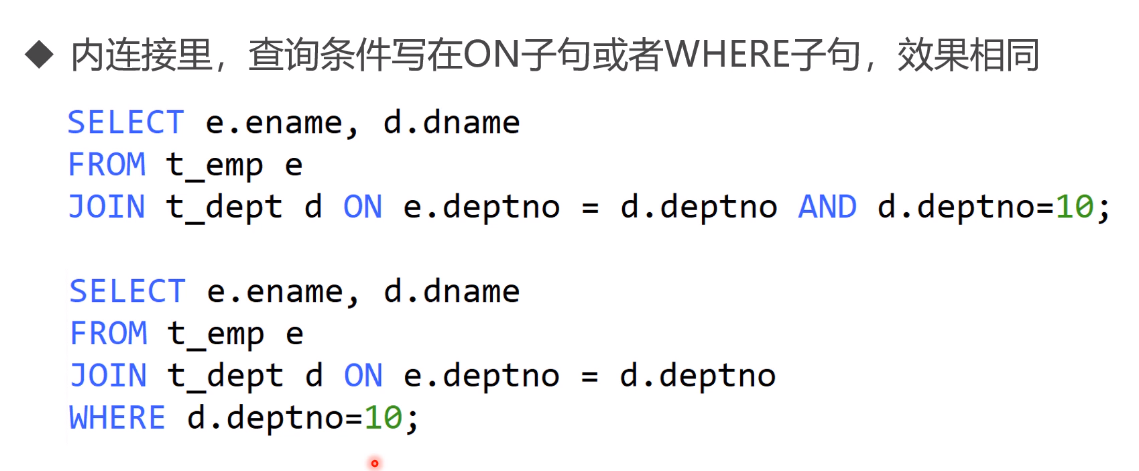 ◆ 内连接里，查询条件写在ON子句或者WHERE子句，效果相同
SELECT e.ename, d.dname
FROM t_emp e
JOIN t_dept d ON e.deptno = d.deptno AND d.deptno=10;
SELECT e.ename, d.dname
FROM t_emp e
JOIN t_dept d ON e.deptno = d.deptno
WHERE d.deptno=10;